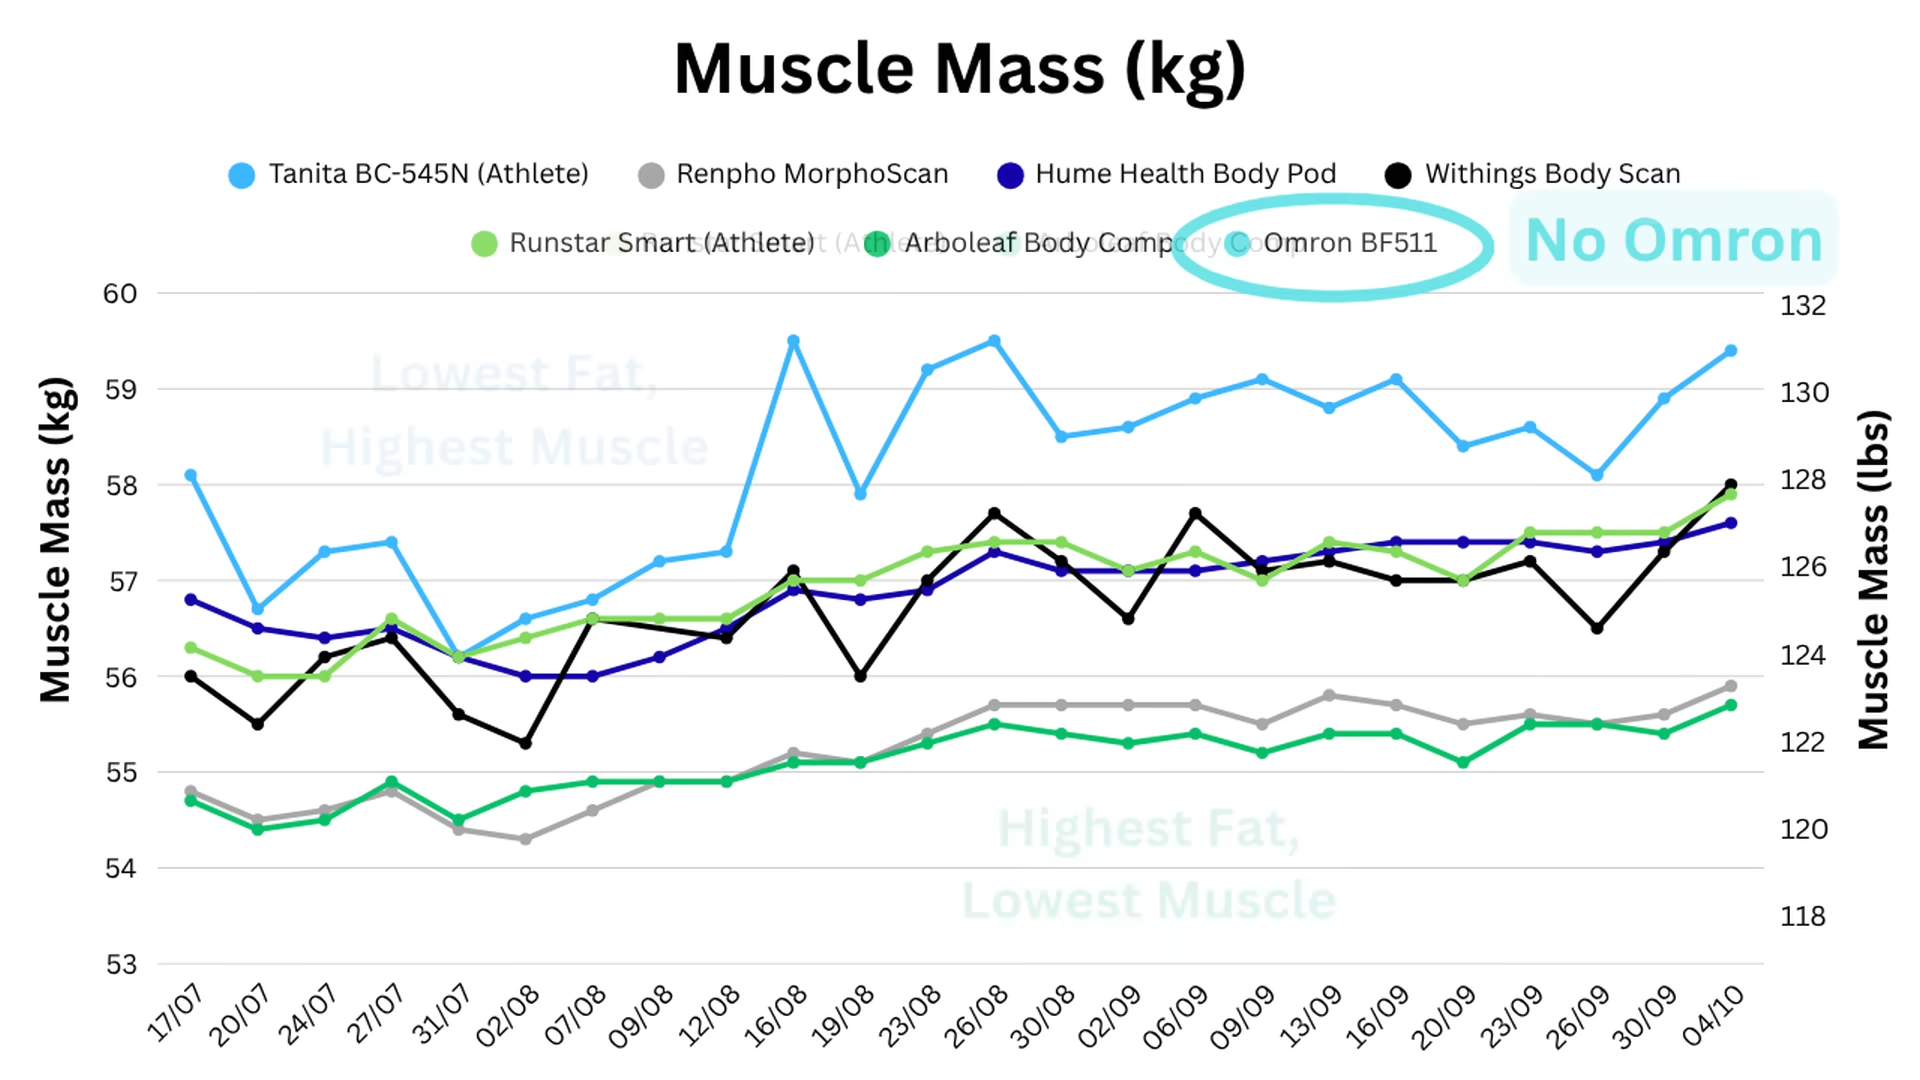 Muscle Mass (kg)
Tanita BC-545N (Athlete) Renpho MorphoScan Hume Health Body Pod Withings Body Scan
Runstar Smart (Athlete) Arboleaf Body Comp Omron BF511 No Omron
60 132
Lowest Fat,
59 130
Highest Muscle
58 128
57 126
56 124
55 122
Highest Fat,
54 120
Lowest Muscle
118
53
Muscle Mass (kg)
Muscle Mass (lbs)
17/07 20/07 24/07 27/07 31/07 02/08 07/08 09/08 12/08 16/08 19/08 23/08 26/08 30/08 02/09 06/09 09/09 13/09 16/09 20/09 23/09 26/09 30/09 04/10